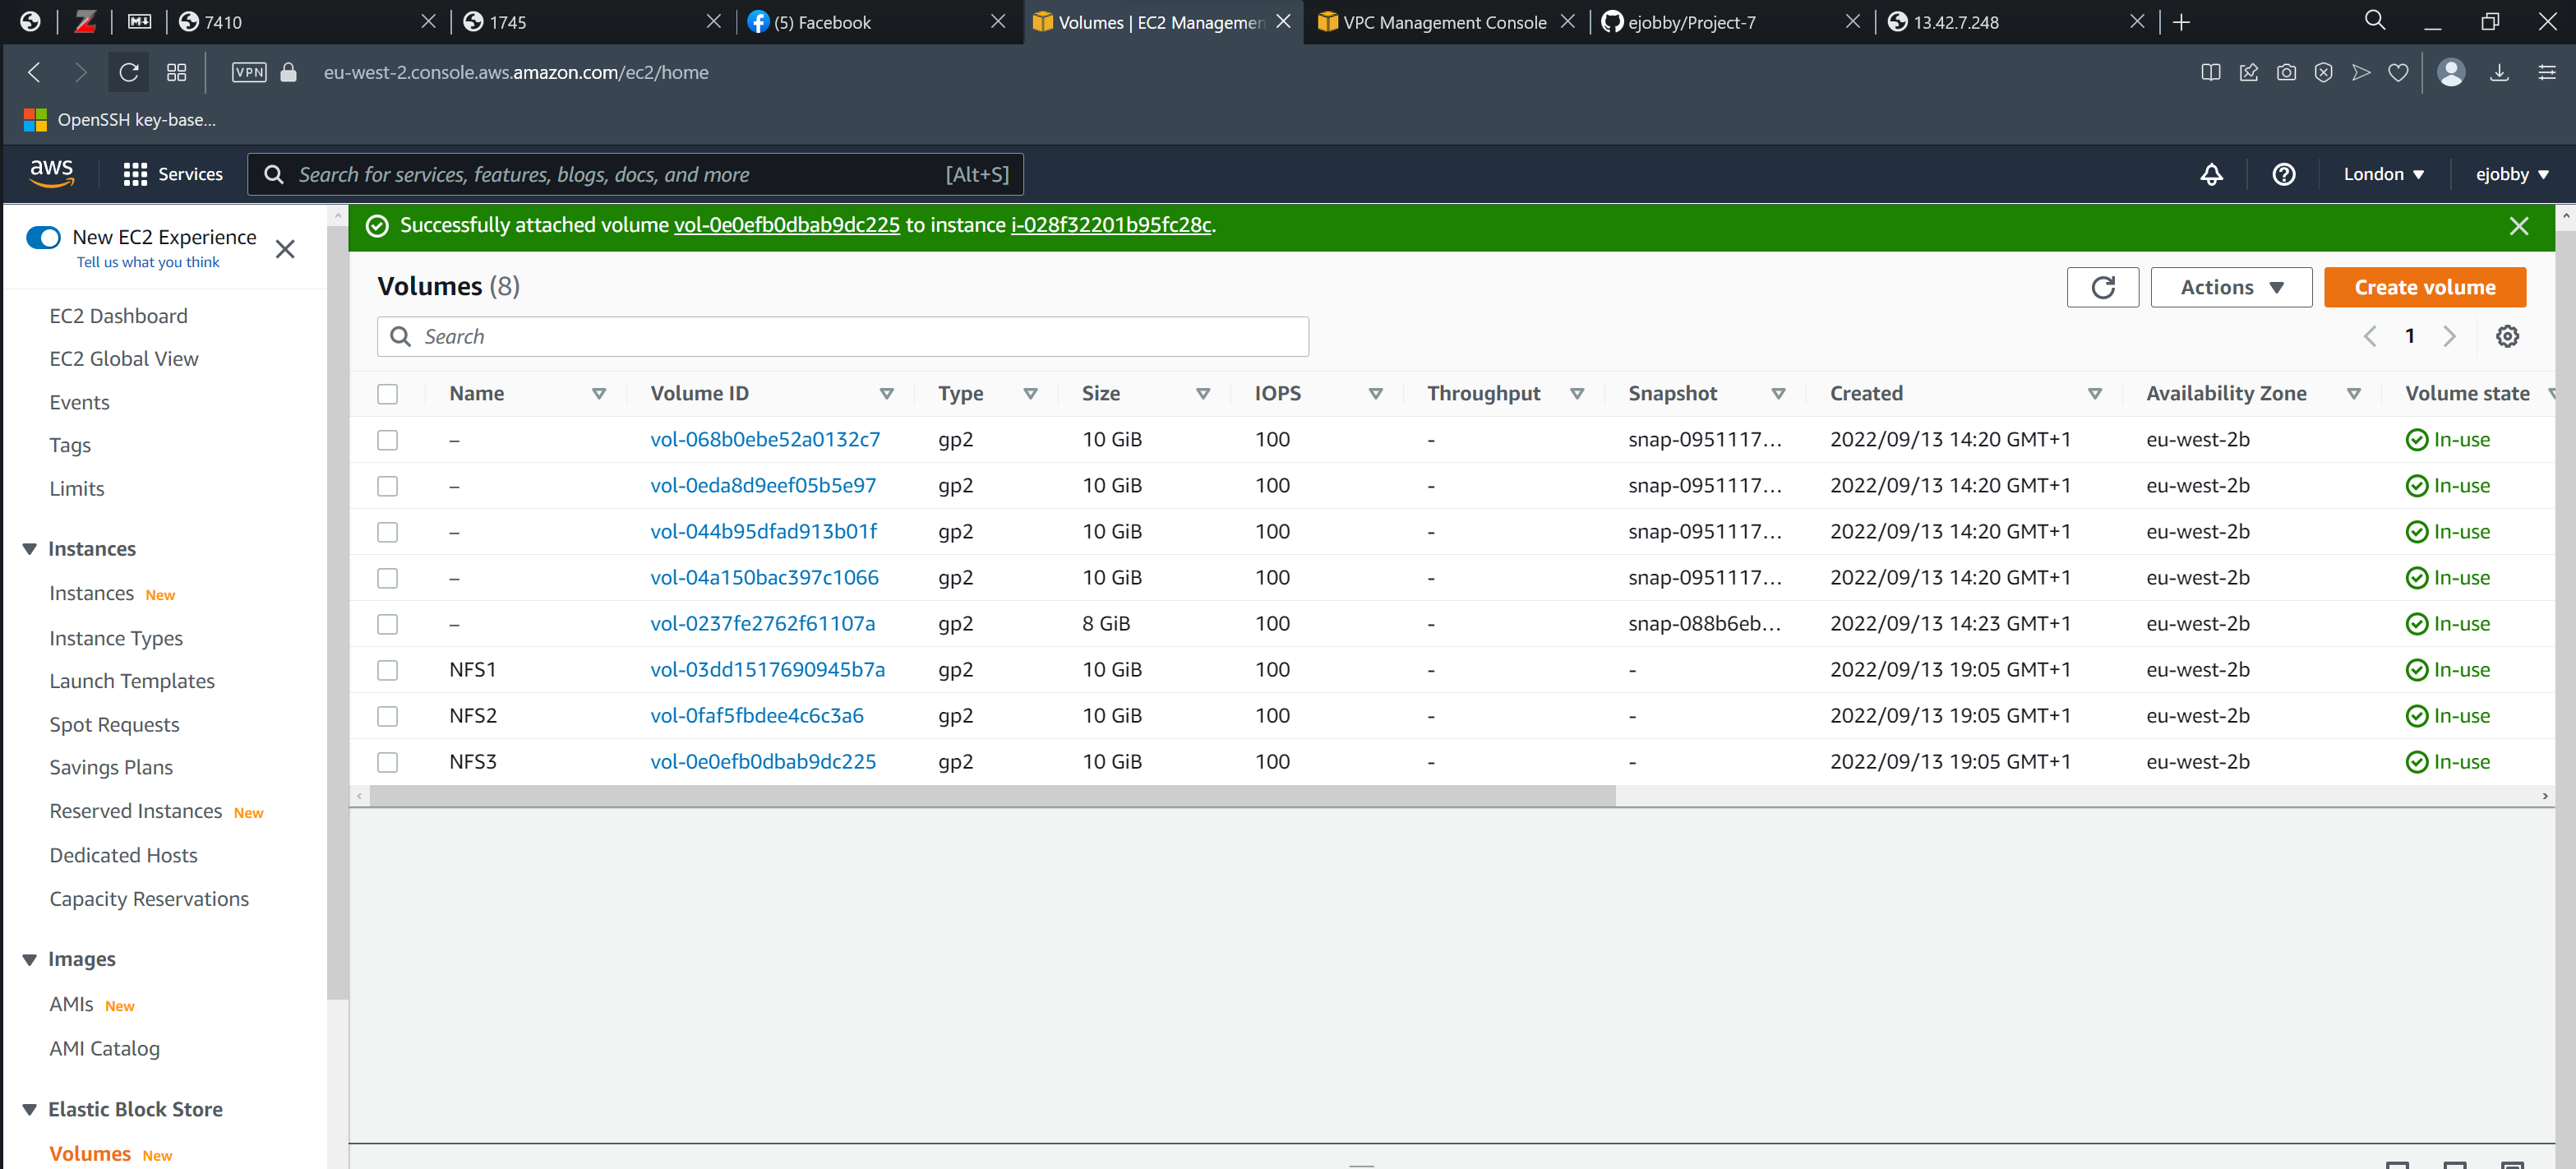 7410
1745
(5) Facebook
Volumes | EC2 Managemen
VPC Management Console
ejobby/Project-7
13.42.7.248
VPN
eu-west-2.console.aws.amazon.com/ec2/home
OpenSSH key-base...
aws
Services
Search for services, features, blogs, docs, and more [Alt+S]
London
ejobby
New EC2 Experience
Tell us what you think
EC2 Dashboard
EC2 Global View
Events
Tags
Limits
Instances
Instances New
Instance Types
Launch Templates
Spot Requests
Savings Plans
Reserved Instances New
Dedicated Hosts
Capacity Reservations
Images
AMIs New
AMI Catalog
Elastic Block Store
Volumes New
Successfully attached volume vol-0e0efb0dbab9dc225 to instance i-028f32201b95fc28c.
Volumes (8)
Actions
Create volume
Search
1
Name Volume ID Type Size IOPS Throughput Snapshot Created Availability Zone Volume state
– vol-068b0ebe52a0132c7 gp2 10 GiB 100 - snap-0951117... 2022/09/13 14:20 GMT+1 eu-west-2b In-use
– vol-0eda8d9eef05b5e97 gp2 10 GiB 100 - snap-0951117... 2022/09/13 14:20 GMT+1 eu-west-2b In-use
– vol-044b95dfad913b01f gp2 10 GiB 100 - snap-0951117... 2022/09/13 14:20 GMT+1 eu-west-2b In-use
– vol-04a150bac397c1066 gp2 10 GiB 100 - snap-0951117... 2022/09/13 14:20 GMT+1 eu-west-2b In-use
– vol-0237fe2762f61107a gp2 8 GiB 100 - snap-088b6eb... 2022/09/13 14:23 GMT+1 eu-west-2b In-use
NFS1 vol-03dd1517690945b7a gp2 10 GiB 100 - - 2022/09/13 19:05 GMT+1 eu-west-2b In-use
NFS2 vol-0faf5fbdee4c6c3a6 gp2 10 GiB 100 - - 2022/09/13 19:05 GMT+1 eu-west-2b In-use
NFS3 vol-0e0efb0dbab9dc225 gp2 10 GiB 100 - - 2022/09/13 19:05 GMT+1 eu-west-2b In-use